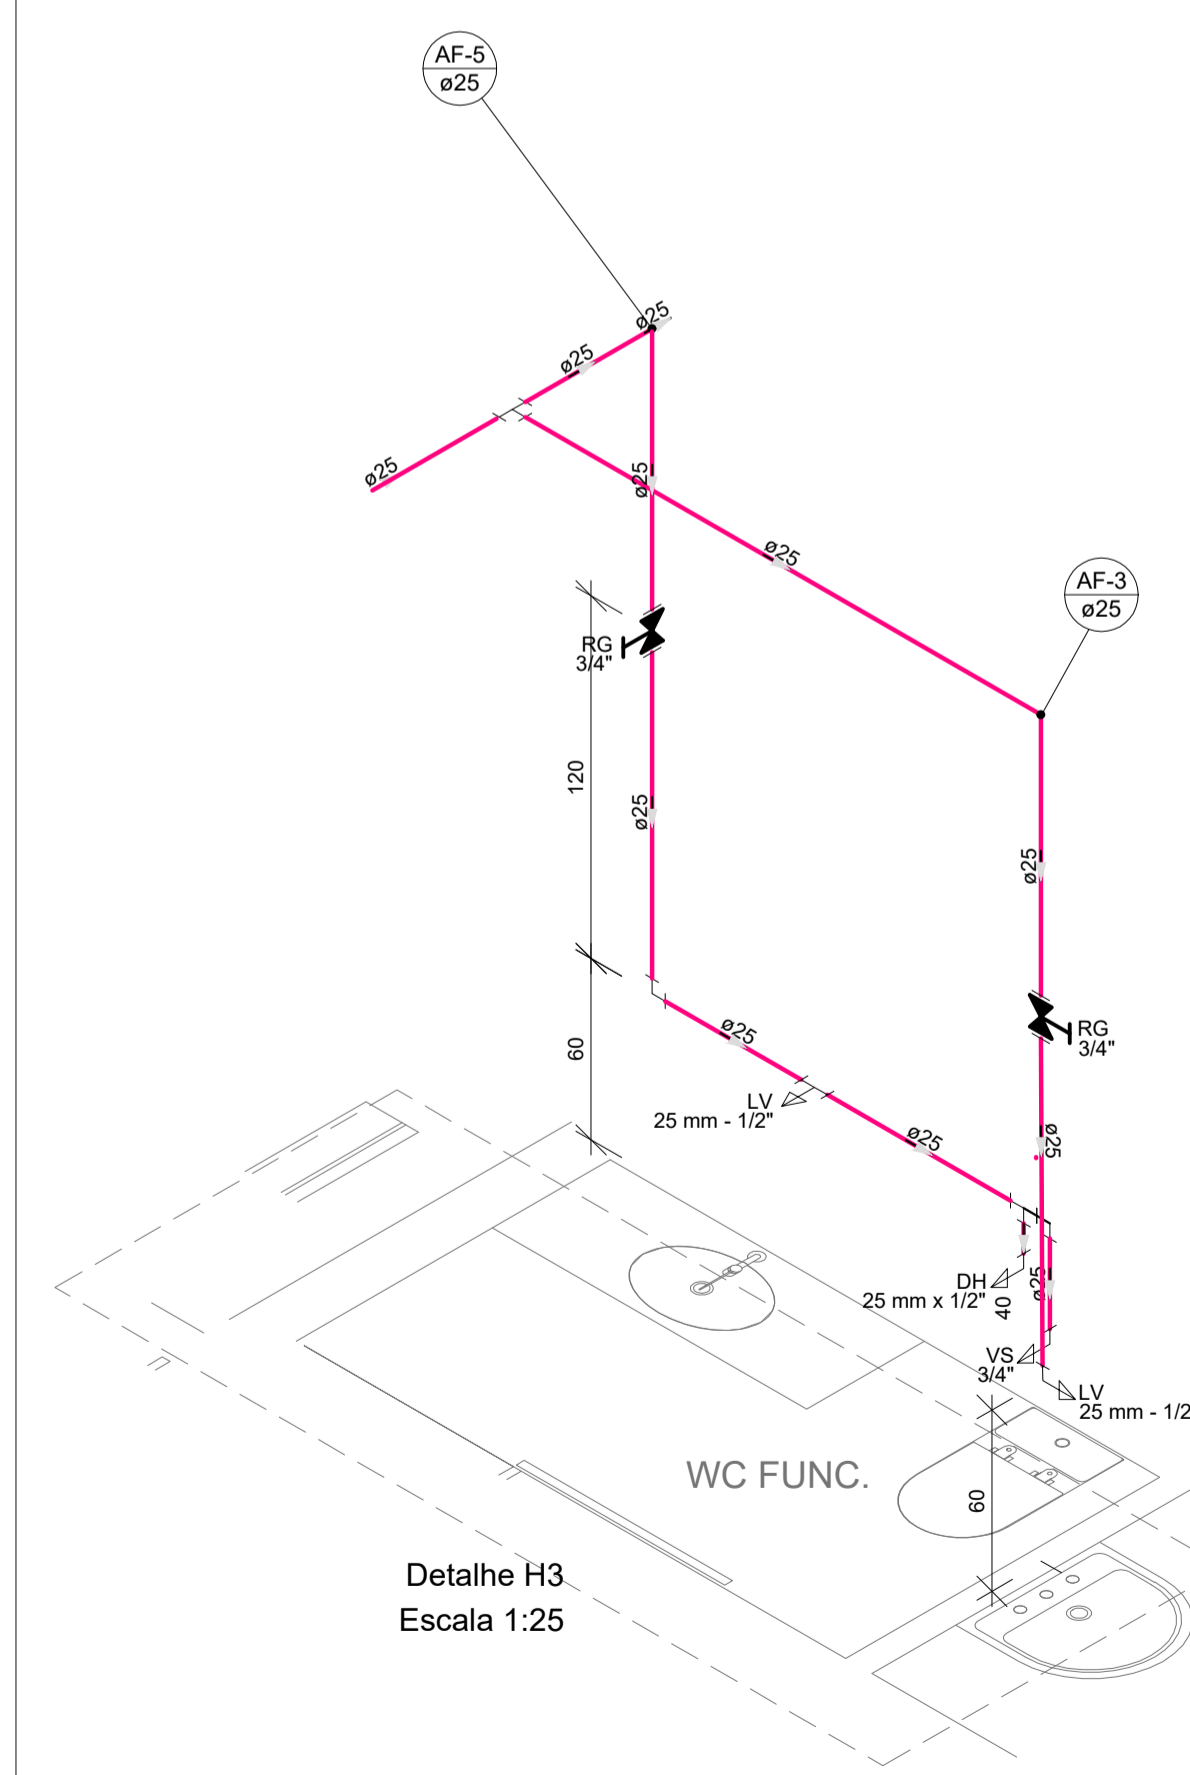 AF-5
ø25
ø25
ø25
ø25
ø25
ø25
AF-3
ø25
RG
3/4"
120
ø25
ø25
RG
3/4"
ø25
60
LV
25 mm - 1/2"
ø25
ø25
DH
25 mm x 1/2"
40
ø25
VS
3/4"
LV
25 mm - 1/2
WC FUNC.
60
Detalhe H3
Escala 1:25